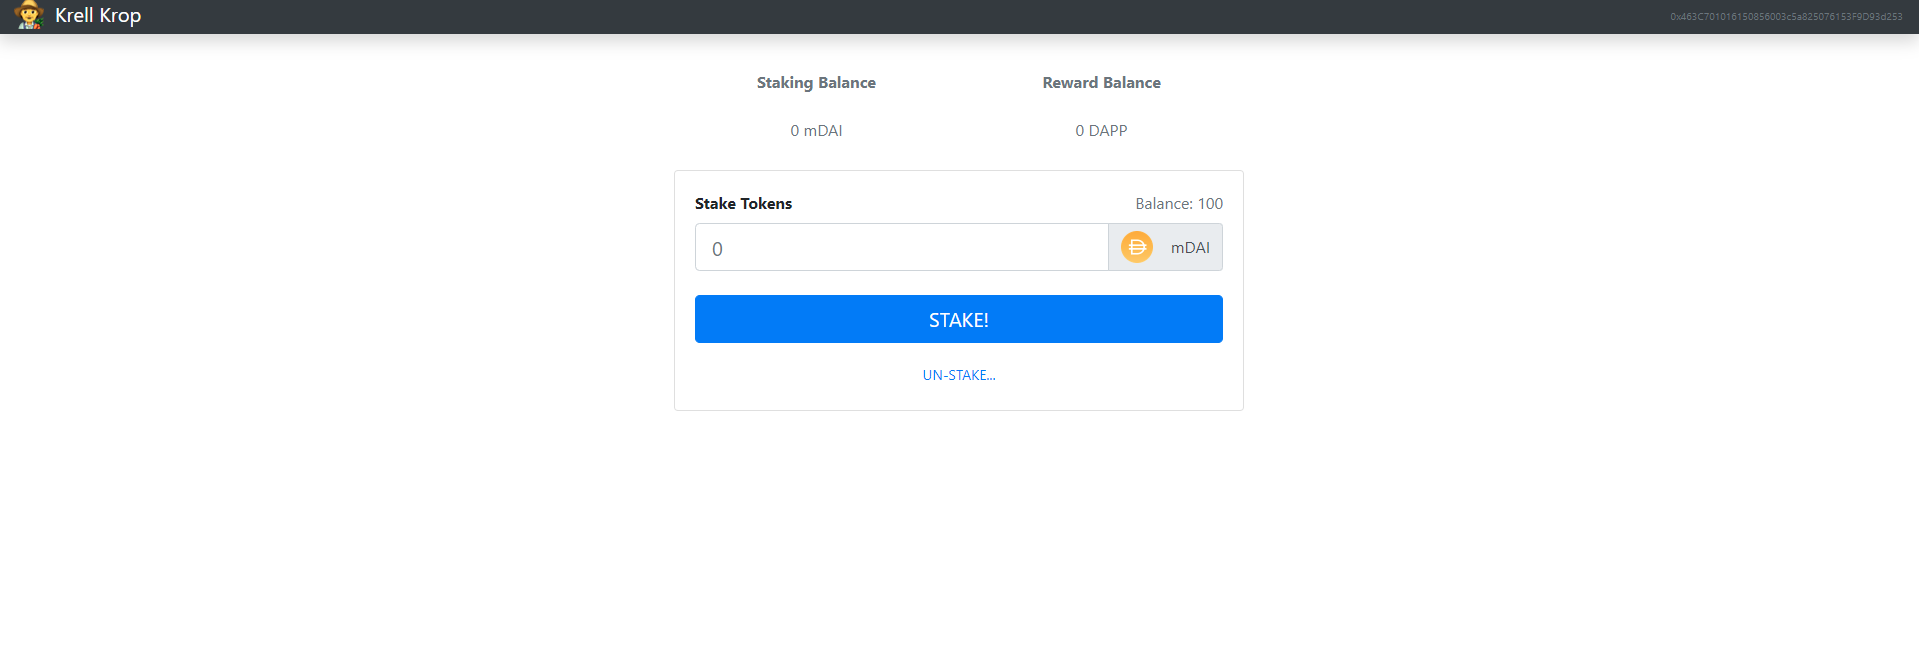 Krell Krop
0x463C701016150856003c5a825076153F9D93d253
Staking Balance
Reward Balance
0 mDAI
0 DAPP
Stake Tokens
Balance: 100
0
mDAI
STAKE!
UN-STAKE...